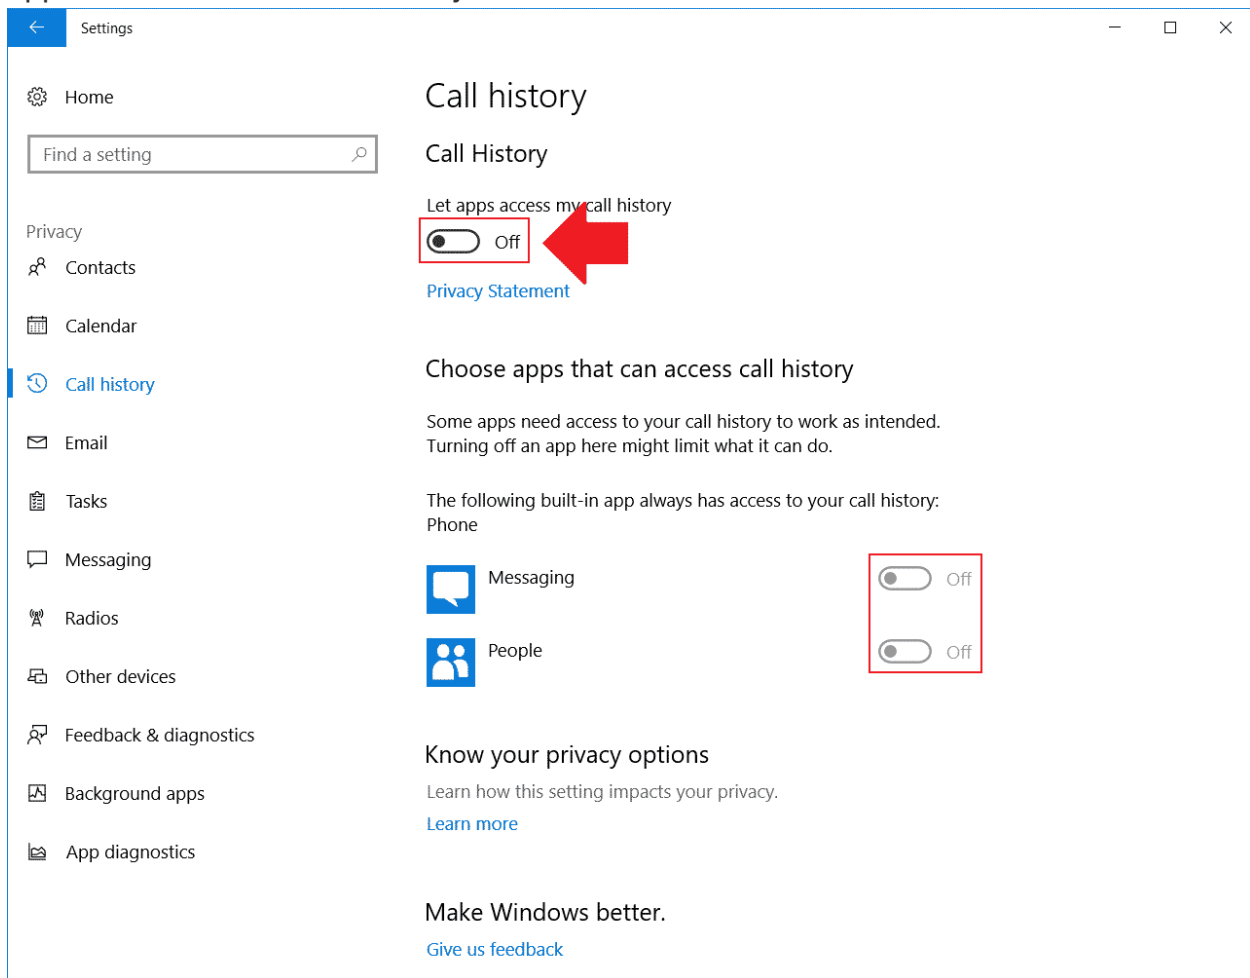 Settings
Home
Find a setting
Privacy
Contacts
Calendar
Call history
Email
Tasks
Messaging
Radios
Other devices
Feedback & diagnostics
Background apps
App diagnostics
Call history
Call History
Let apps access my call history
Off
Privacy Statement
Choose apps that can access call history
Some apps need access to your call history to work as intended.
Turning off an app here might limit what it can do.
The following built-in app always has access to your call history:
Phone
Messaging Off
People Off
Know your privacy options
Learn how this setting impacts your privacy.
Learn more
Make Windows better.
Give us feedback